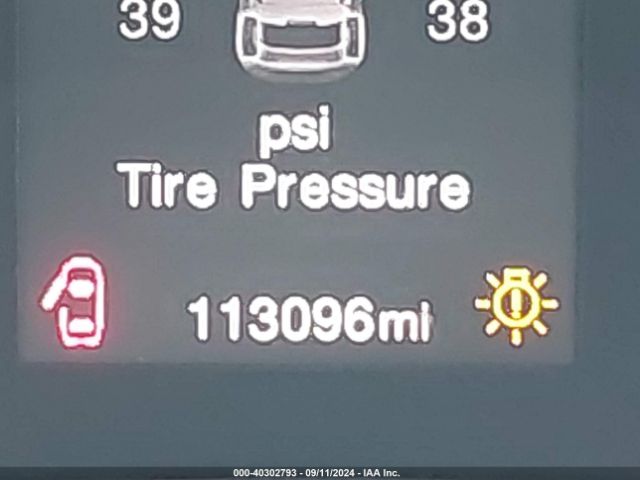 39 38
psi
Tire Pressure
113096mi
000-40302793 - 09/11/2024 - IAA Inc.